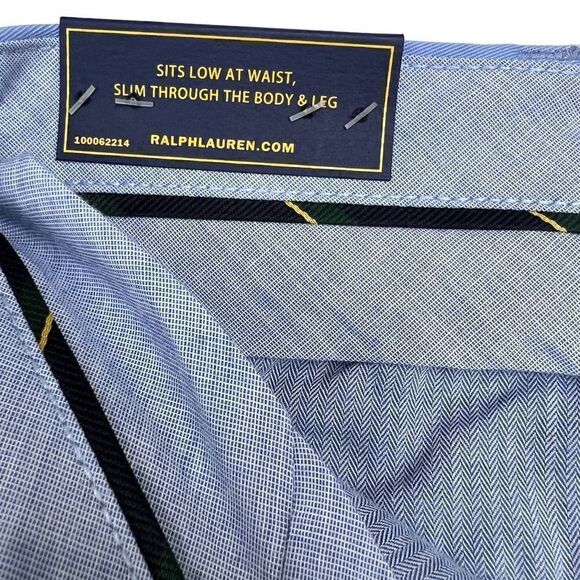 SITS LOW AT WAIST,
SLIM THROUGH THE BODY & LEG
100062214 RALPHLAUREN.COM